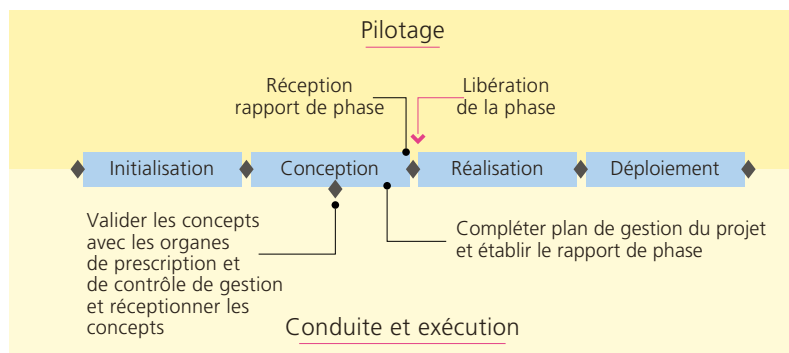 Pilotage
Réception
rapport de phase
Libération
de la phase
Initialisation
Conception
Réalisation
Déploiement
Valider les concepts
avec les organes
de prescription et
de contrôle de gestion
et réceptionner les
concepts
Compléter plan de gestion du projet
et établir le rapport de phase
Conduite et exécution